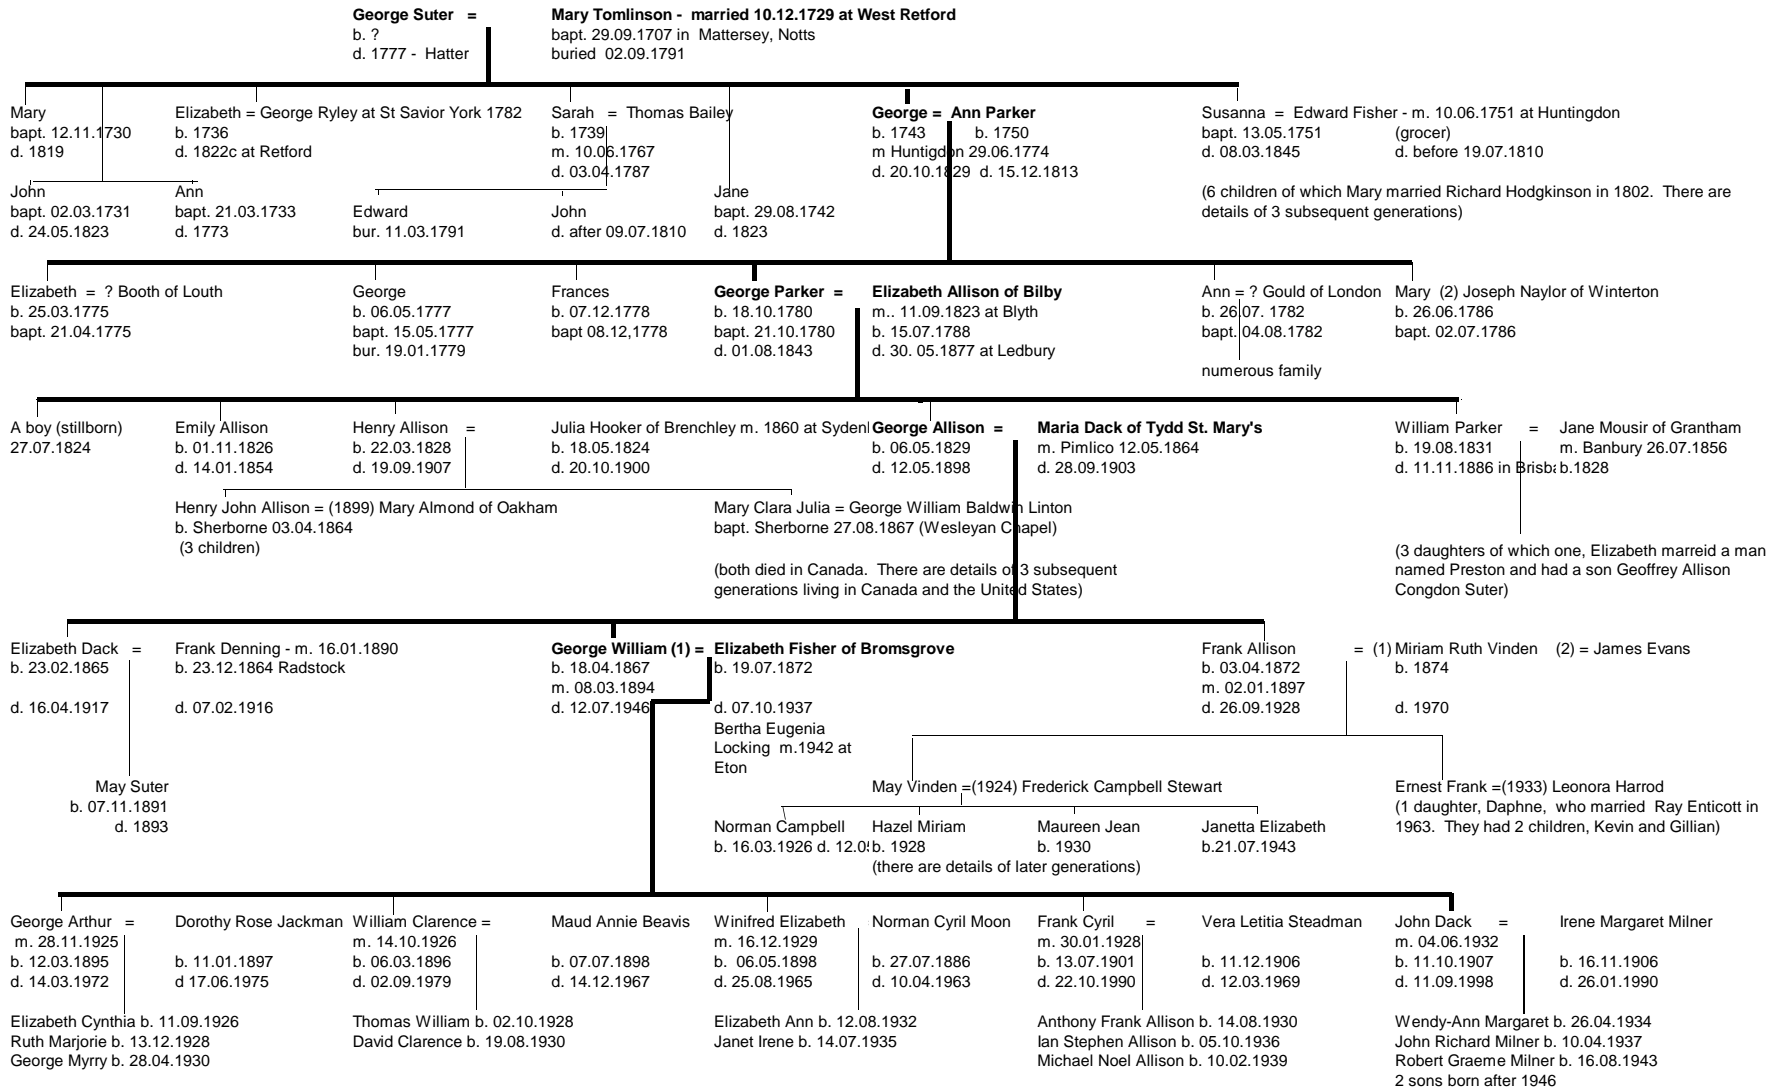 George Suter = Mary Tomlinson - married 10.12.1729 at West Retford
b. ? bapt. 29.09.1707 in Mattersey, Notts
d. 1777 - Hatter buried 02.09.1791
Mary Elizabeth = George Ryley at St Savior York 1782 Sarah = Thomas Bailey George = Ann Parker Susanna = Edward Fisher - m. 10.06.1751 at Huntingdon
bapt. 12.11.1730 b. 1736 b. 1739 b. 1743 b. 1750 bapt. 13.05.1751 (grocer)
d. 1819 d. 1822c at Retford m. 10.06.1767 m Huntigdon 29.06.1774 d. 08.03.1845 d. before 19.07.1810
d. 03.04.1787 d. 20.10.1829 d. 15.12.1813
John Ann Jane (6 children of which Mary married Richard Hodgkinson in 1802. There are
bapt. 02.03.1731 bapt. 21.03.1733 Edward John bapt. 29.08.1742 details of 3 subsequent generations)
d. 24.05.1823 d. 1773 bur. 11.03.1791 d. after 09.07.1810 d. 1823
Elizabeth = ? Booth of Louth George Frances George Parker = Elizabeth Allison of Bilby Ann = ? Gould of London Mary (2) Joseph Naylor of Winterton
b. 25.03.1775 b. 06.05.1777 b. 07.12.1778 b. 18.10.1780 m.. 11.09.1823 at Blyth b. 26.07. 1782 b. 26.06.1786
bapt. 21.04.1775 bapt. 15.05.1777 bapt 08.12,1778 bapt. 21.10.1780 b. 15.07.1788 bapt. 04.08.1782 bapt. 02.07.1786
bur. 19.01.1779 d. 01.08.1843 d. 30. 05.1877 at Ledbury
numerous family
A boy (stillborn) Emily Allison Henry Allison = Julia Hooker of Brenchley m. 1860 at Syden George Allison = Maria Dack of Tydd St. Mary's William Parker = Jane Mousir of Grantham
27.07.1824 b. 01.11.1826 b. 22.03.1828 b. 18.05.1824 b. 06.05.1829 m. Pimlico 12.05.1864 b. 19.08.1831 m. Banbury 26.07.1856
d. 14.01.1854 d. 19.09.1907 d. 20.10.1900 d. 12.05.1898 d. 28.09.1903 d. 11.11.1886 in Brisb b.1828
Henry John Allison = (1899) Mary Almond of Oakham Mary Clara Julia = George William Baldwin Linton
b. Sherborne 03.04.1864 bapt. Sherborne 27.08.1867 (Wesleyan Chapel)
(3 children) (3 daughters of which one, Elizabeth marreid a man
(both died in Canada. There are details of 3 subsequent named Preston and had a son Geoffrey Allison
generations living in Canada and the United States) Congdon Suter)
Elizabeth Dack = Frank Denning - m. 16.01.1890 George William (1) = Elizabeth Fisher of Bromsgrove Frank Allison = (1) Miriam Ruth Vinden (2) = James Evans
b. 23.02.1865 b. 23.12.1864 Radstock b. 18.04.1867 b. 19.07.1872 b. 03.04.1872 b. 1874
m. 08.03.1894 m. 02.01.1897
d. 16.04.1917 d. 07.02.1916 d. 12.07.1946 d. 07.10.1937 d. 26.09.1928 d. 1970
Bertha Eugenia
Locking m.1942 at
Eton
May Suter May Vinden =(1924) Frederick Campbell Stewart Ernest Frank =(1933) Leonora Harrod
b. 07.11.1891 (1 daughter, Daphne, who married Ray Enticott in
d. 1893 Norman Campbell Hazel Miriam Maureen Jean Janetta Elizabeth 1963. They had 2 children, Kevin and Gillian)
b. 16.03.1926 d. 12.0 b. 1928 b. 1930 b.21.07.1943
(there are details of later generations)
George Arthur = Dorothy Rose Jackman William Clarence = Maud Annie Beavis Winifred Elizabeth Norman Cyril Moon Frank Cyril = Vera Letitia Steadman John Dack = Irene Margaret Milner
m. 28.11.1925 m. 14.10.1926 m. 16.12.1929 m. 30.01.1928 m. 04.06.1932
b. 12.03.1895 b. 11.01.1897 b. 06.03.1896 b. 07.07.1898 b. 06.05.1898 b. 27.07.1886 b. 13.07.1901 b. 11.12.1906 b. 11.10.1907 b. 16.11.1906
d. 14.03.1972 d 17.06.1975 d. 02.09.1979 d. 14.12.1967 d. 25.08.1965 d. 10.04.1963 d. 22.10.1990 d. 12.03.1969 d. 11.09.1998 d. 26.01.1990
Elizabeth Cynthia b. 11.09.1926 Thomas William b. 02.10.1928 Elizabeth Ann b. 12.08.1932 Anthony Frank Allison b. 14.08.1930 Wendy-Ann Margaret b. 26.04.1934
Ruth Marjorie b. 13.12.1928 David Clarence b. 19.08.1930 Janet Irene b. 14.07.1935 Ian Stephen Allison b. 05.10.1936 John Richard Milner b. 10.04.1937
George Myrry b. 28.04.1930 Michael Noel Allison b. 10.02.1939 Robert Graeme Milner b. 16.08.1943
2 sons born after 1946